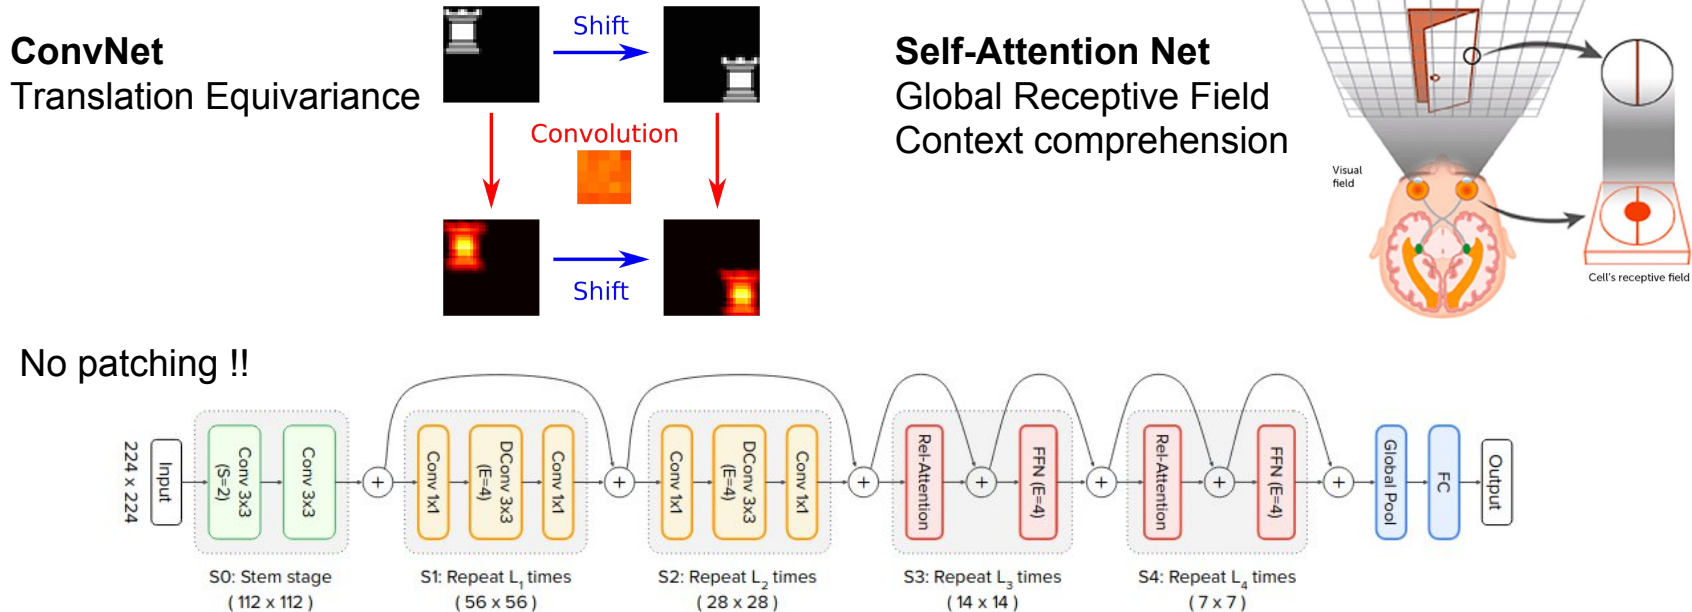 ConvNet
Translation Equivariance
Shift
Convolution
Shift
Self-Attention Net
Global Receptive Field
Context comprehension
Visual
field
Cell's receptive field
No patching !!
224 x 224
Input
Conv 3x3
(S=2)
Conv 3x3
+
Conv 1x1
DConv 3x3
(E=4)
Conv 1x1
+
Conv 1x1
DConv 3x3
(E=4)
Conv 1x1
+
Rel-Attention
+
FFN (E=4)
+
Rel-Attention
+
FFN (E=4)
+
Global Pool
FC
Output
S0: Stem stage
( 112 x 112 )
S1: Repeat L1 times
( 56 x 56 )
S2: Repeat L2 times
( 28 x 28 )
S3: Repeat L3 times
( 14 x 14 )
S4: Repeat L4 times
( 7 x 7 )